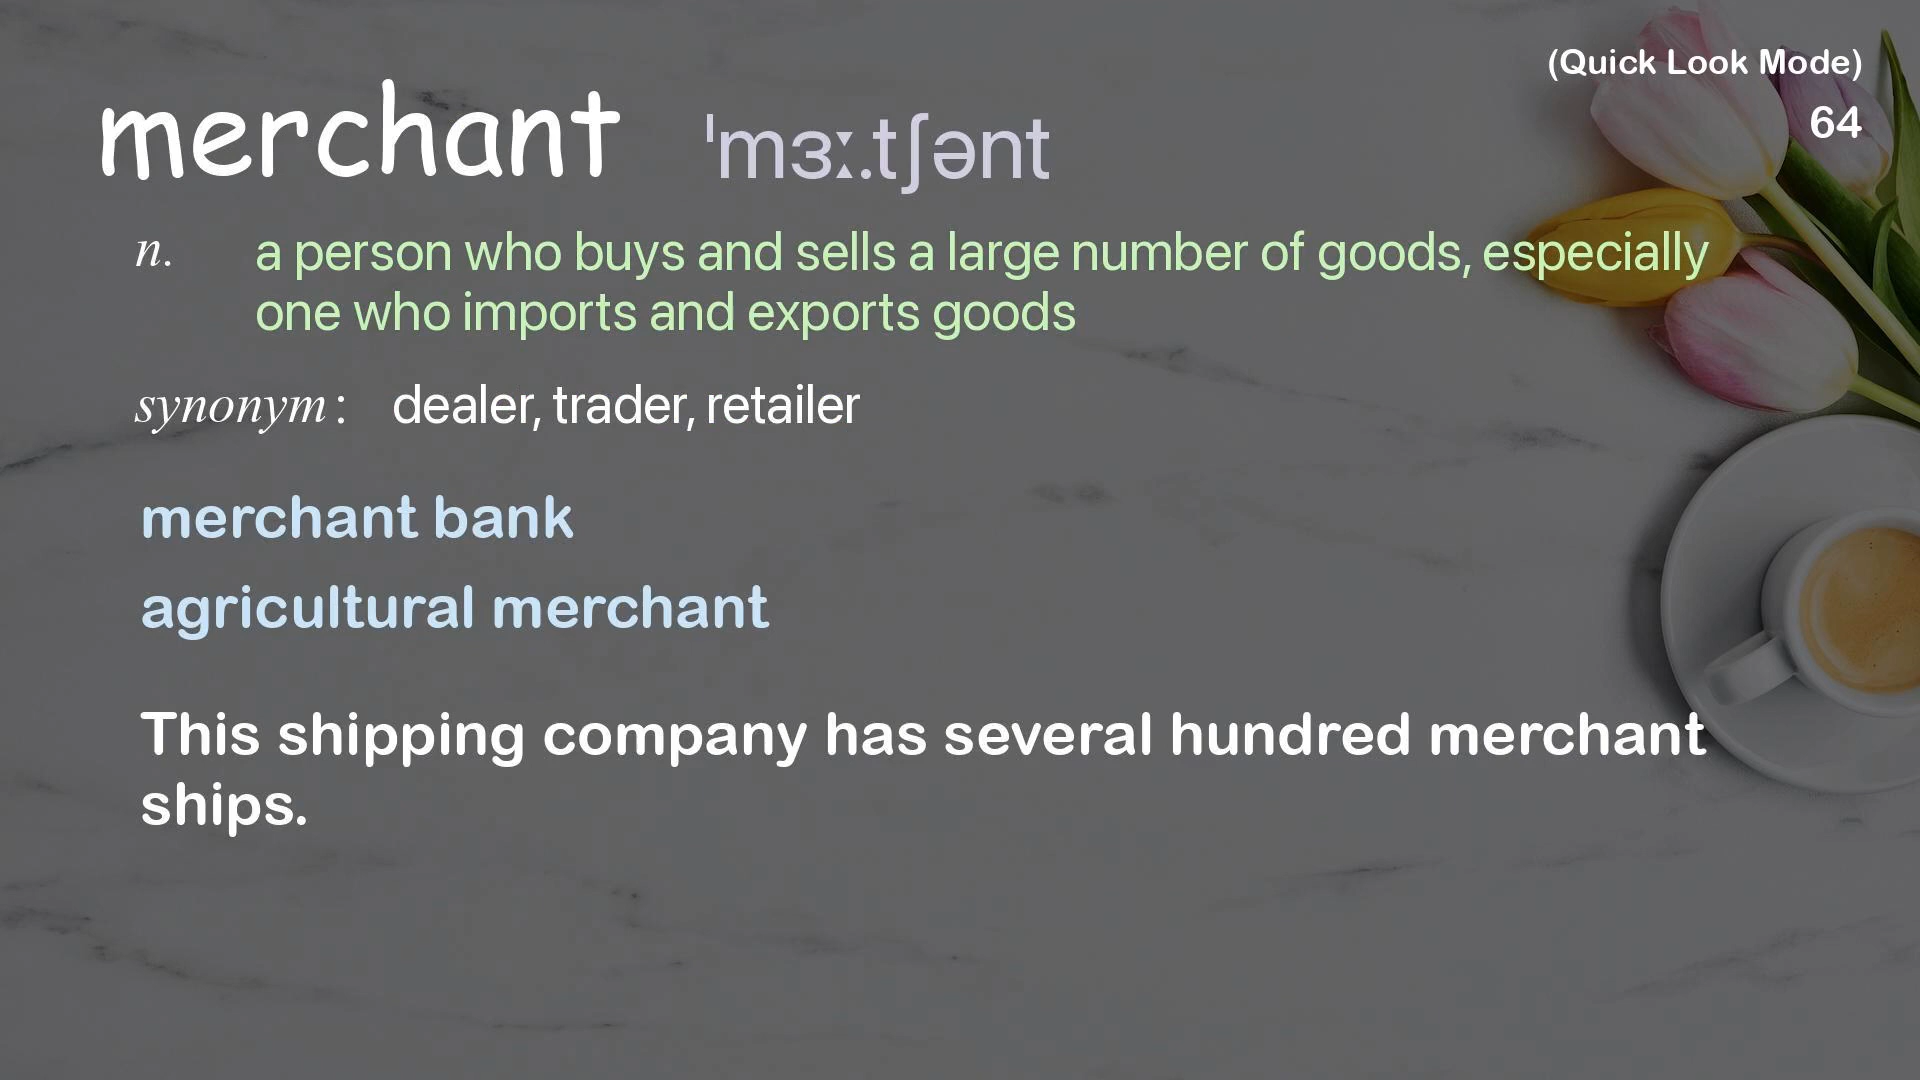 (Quick Look Mode)
64
merchant ˈmɜː.tʃənt
n. a person who buys and sells a large number of goods, especially
one who imports and exports goods
synonym: dealer, trader, retailer
merchant bank
agricultural merchant
This shipping company has several hundred merchant
ships.